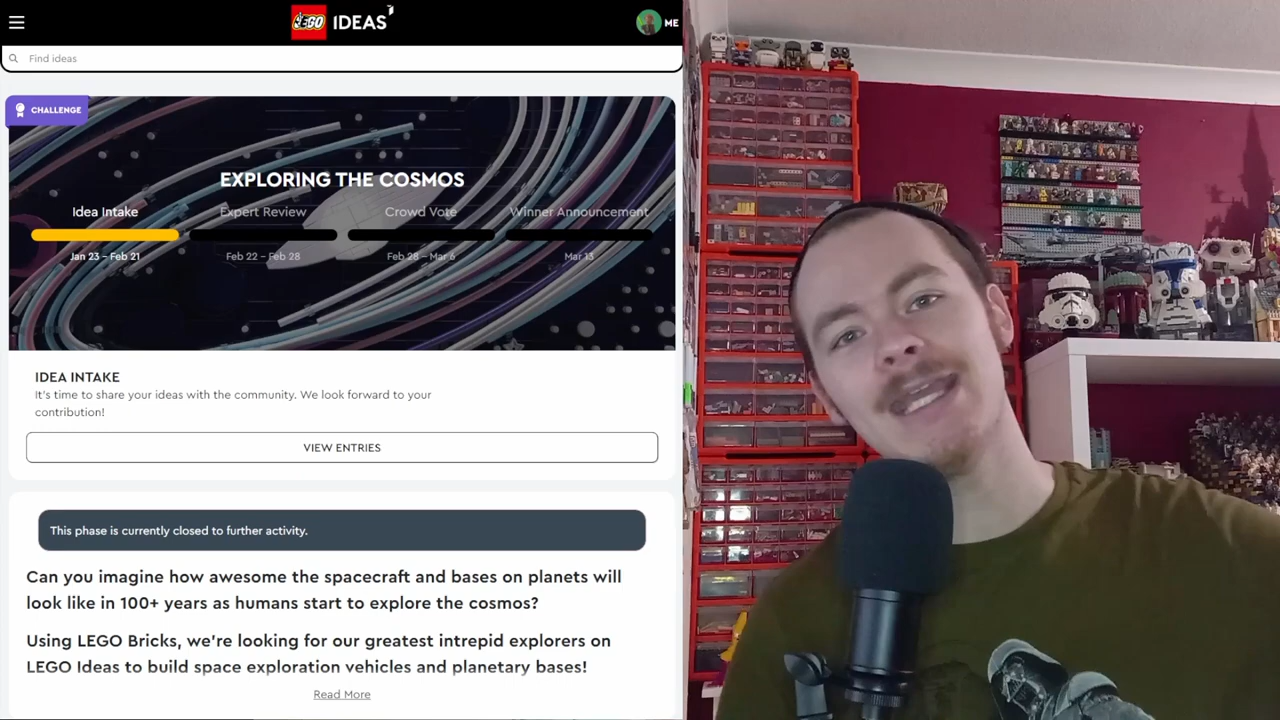 LEGO IDEAS
ME
Find ideas
CHALLENGE
EXPLORING THE COSMOS
Idea Intake Expert Review Crowd Vote Winner Announcement
Jan 23 – Feb 21 Feb 22 – Feb 28 Feb 28 – Mar 6 Mar 13
IDEA INTAKE
It's time to share your ideas with the community. We look forward to your
contribution!
VIEW ENTRIES
This phase is currently closed to further activity.
Can you imagine how awesome the spacecraft and bases on planets will
look like in 100+ years as humans start to explore the cosmos?
Using LEGO Bricks, we're looking for our greatest intrepid explorers on
LEGO Ideas to build space exploration vehicles and planetary bases!
Read More